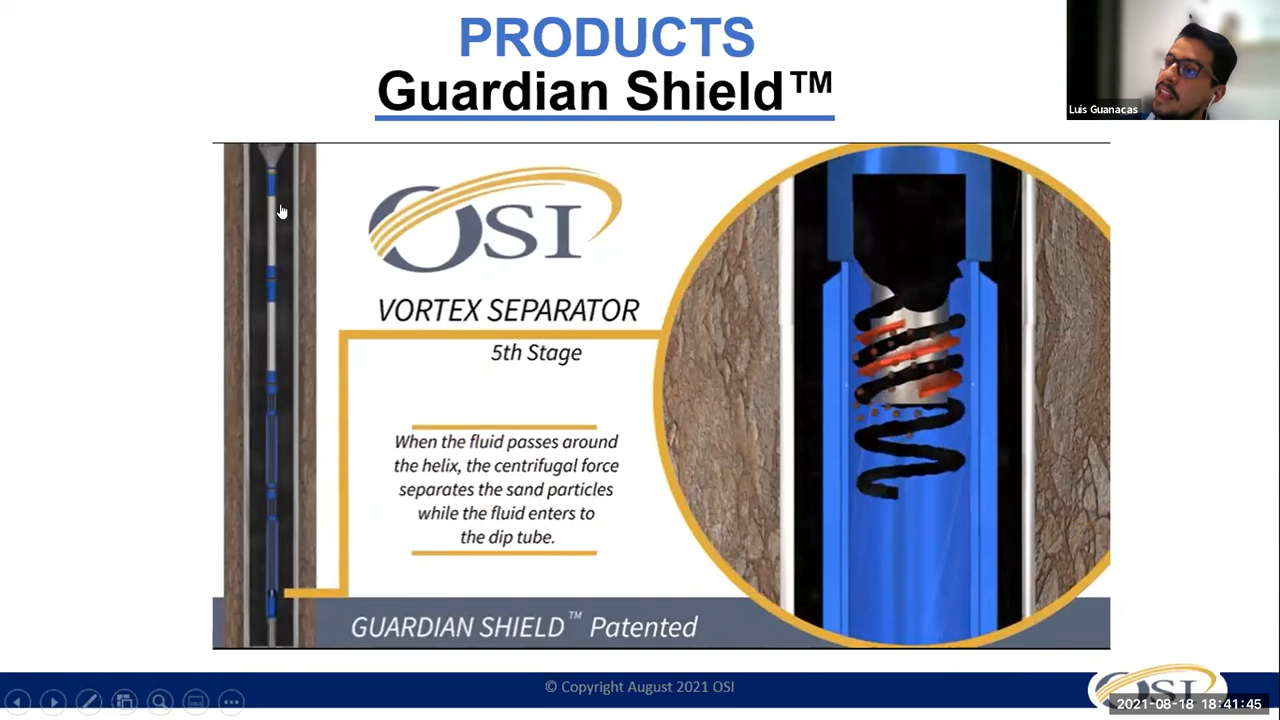 PRODUCTS
Guardian Shield™
Luis Guanacas
OSI
VORTEX SEPARATOR
5th Stage
When the fluid passes around
the helix, the centrifugal force
separates the sand particles
while the fluid enters to
the dip tube.
GUARDIAN SHIELD™ Patented
© Copyright August 2021 OSI
OSI
2021-08-18 18:41:45